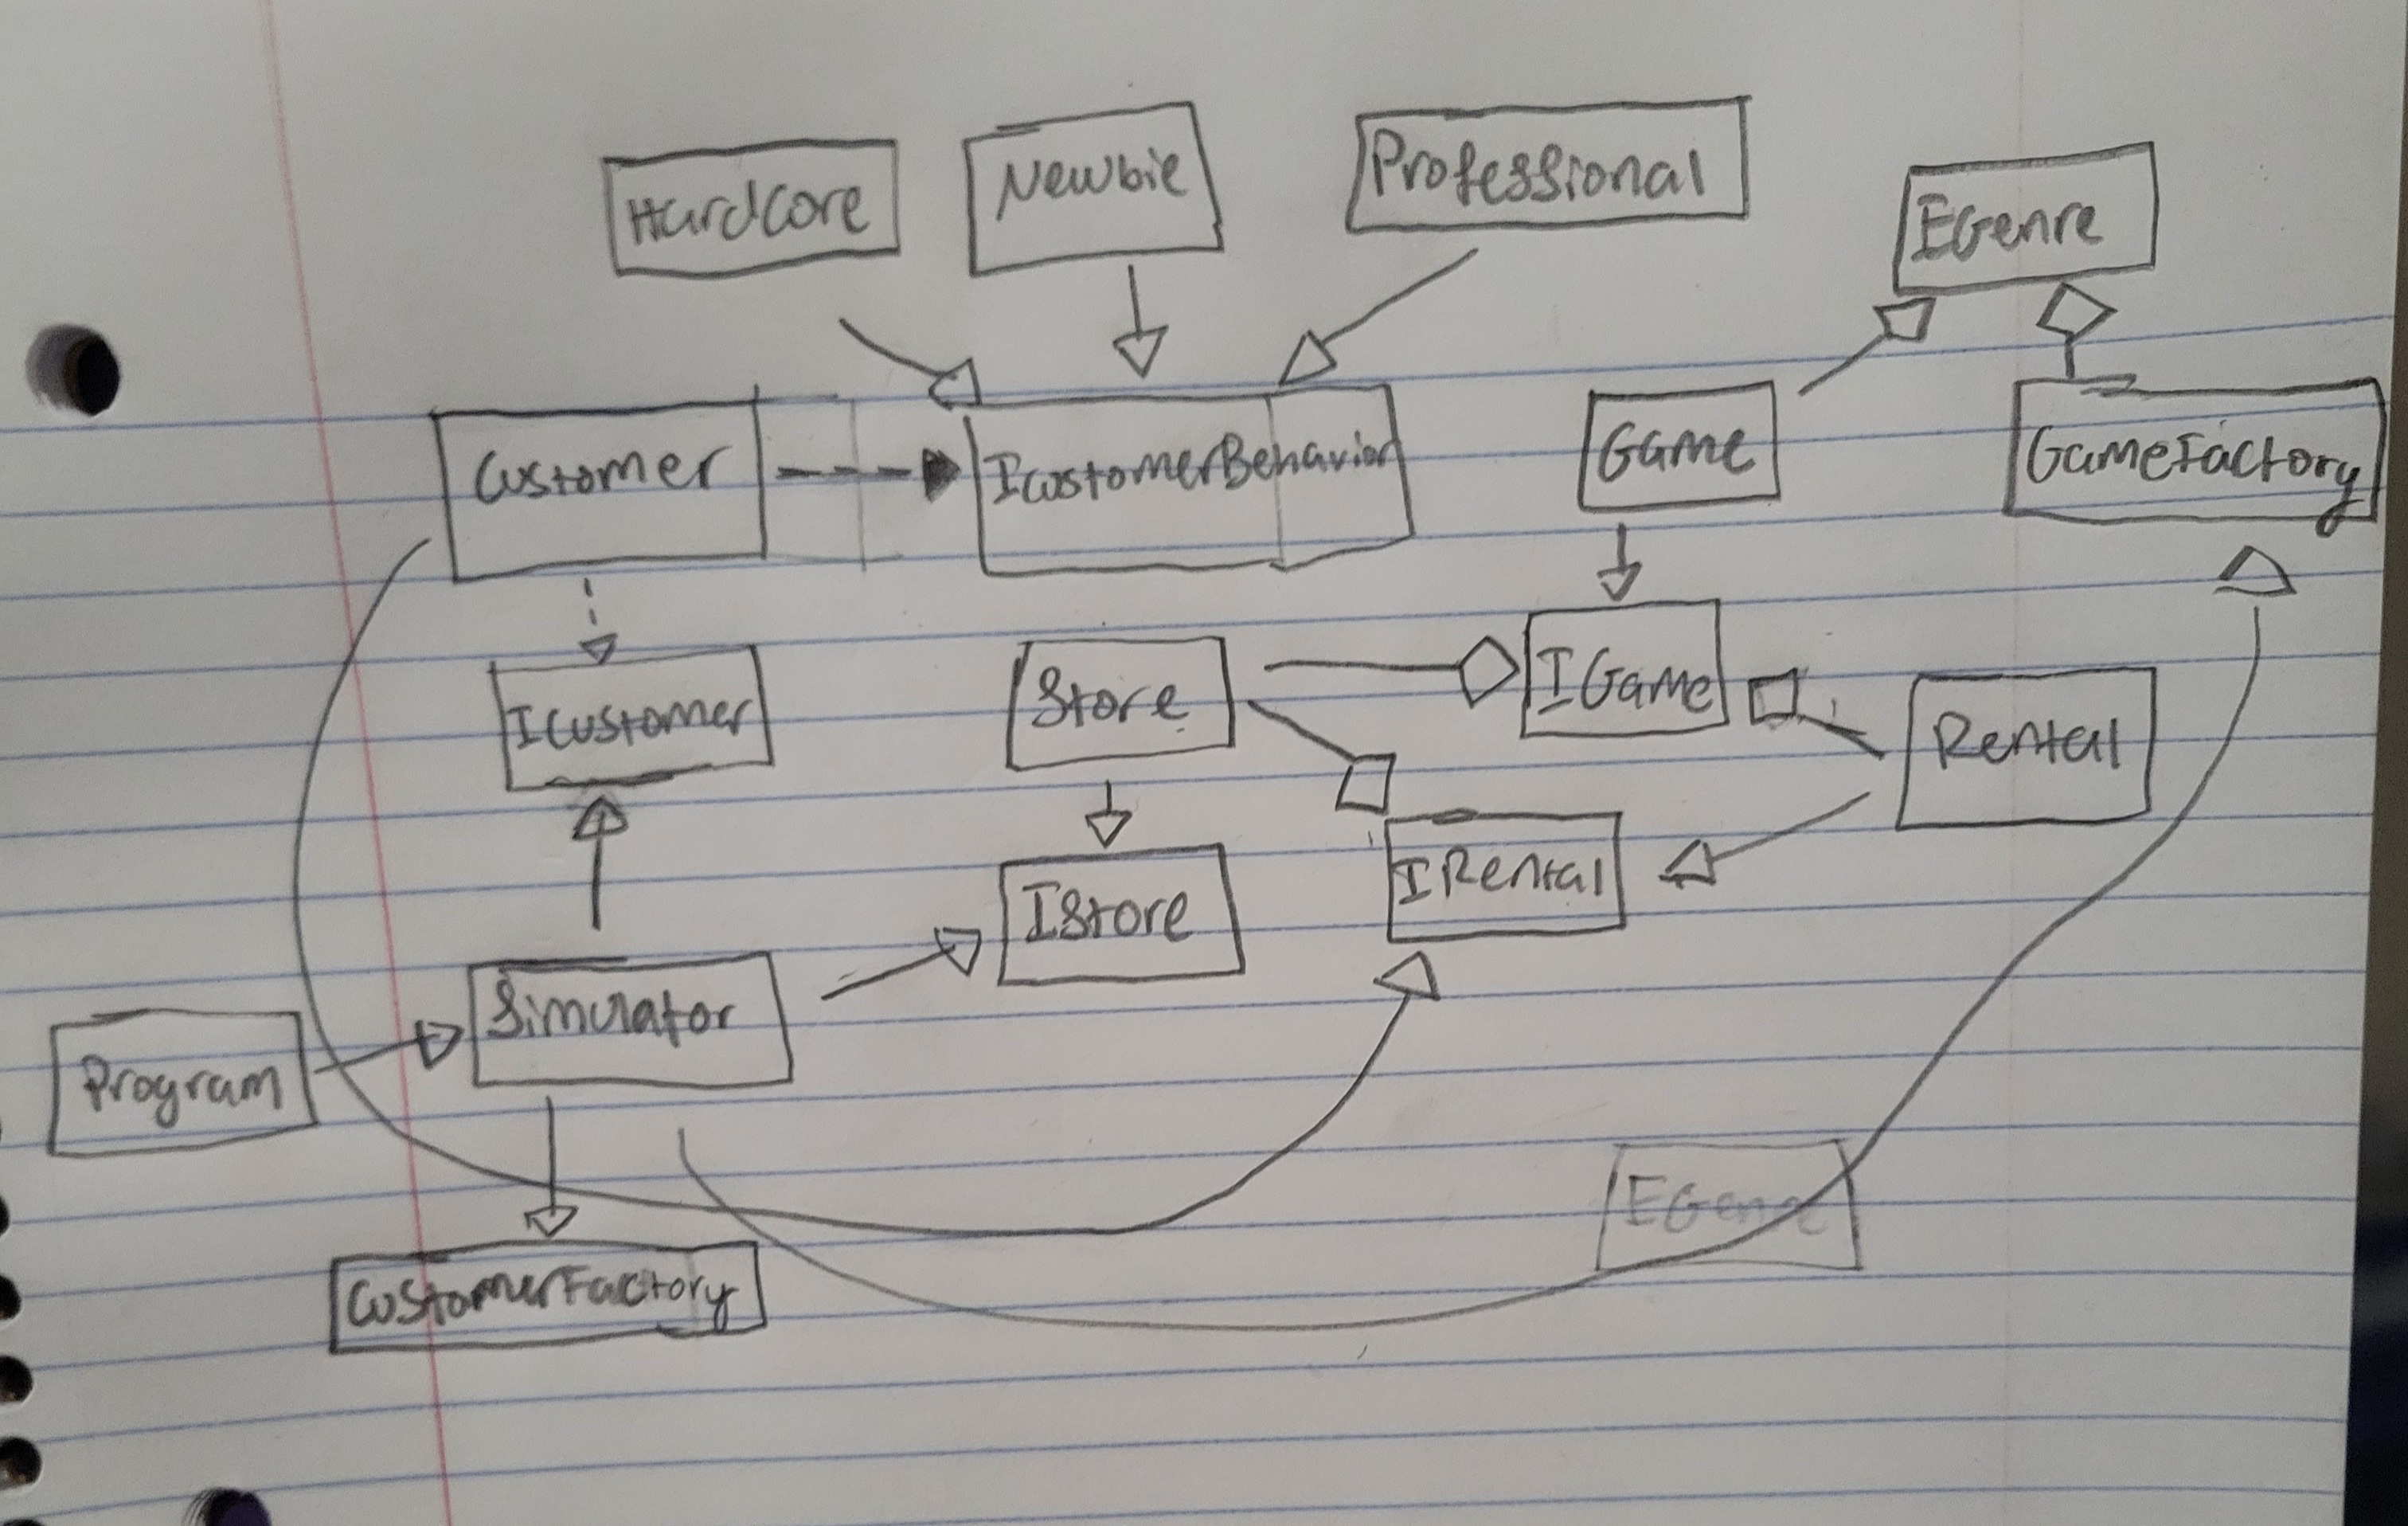 HardCore
Newbie
Professional
EGenre
Customer
ICustomerBehavior
Game
GameFactory
ICustomer
Store
IGame
Rental
IStore
IRental
Program
Simulator
EGenre
CustomerFactory